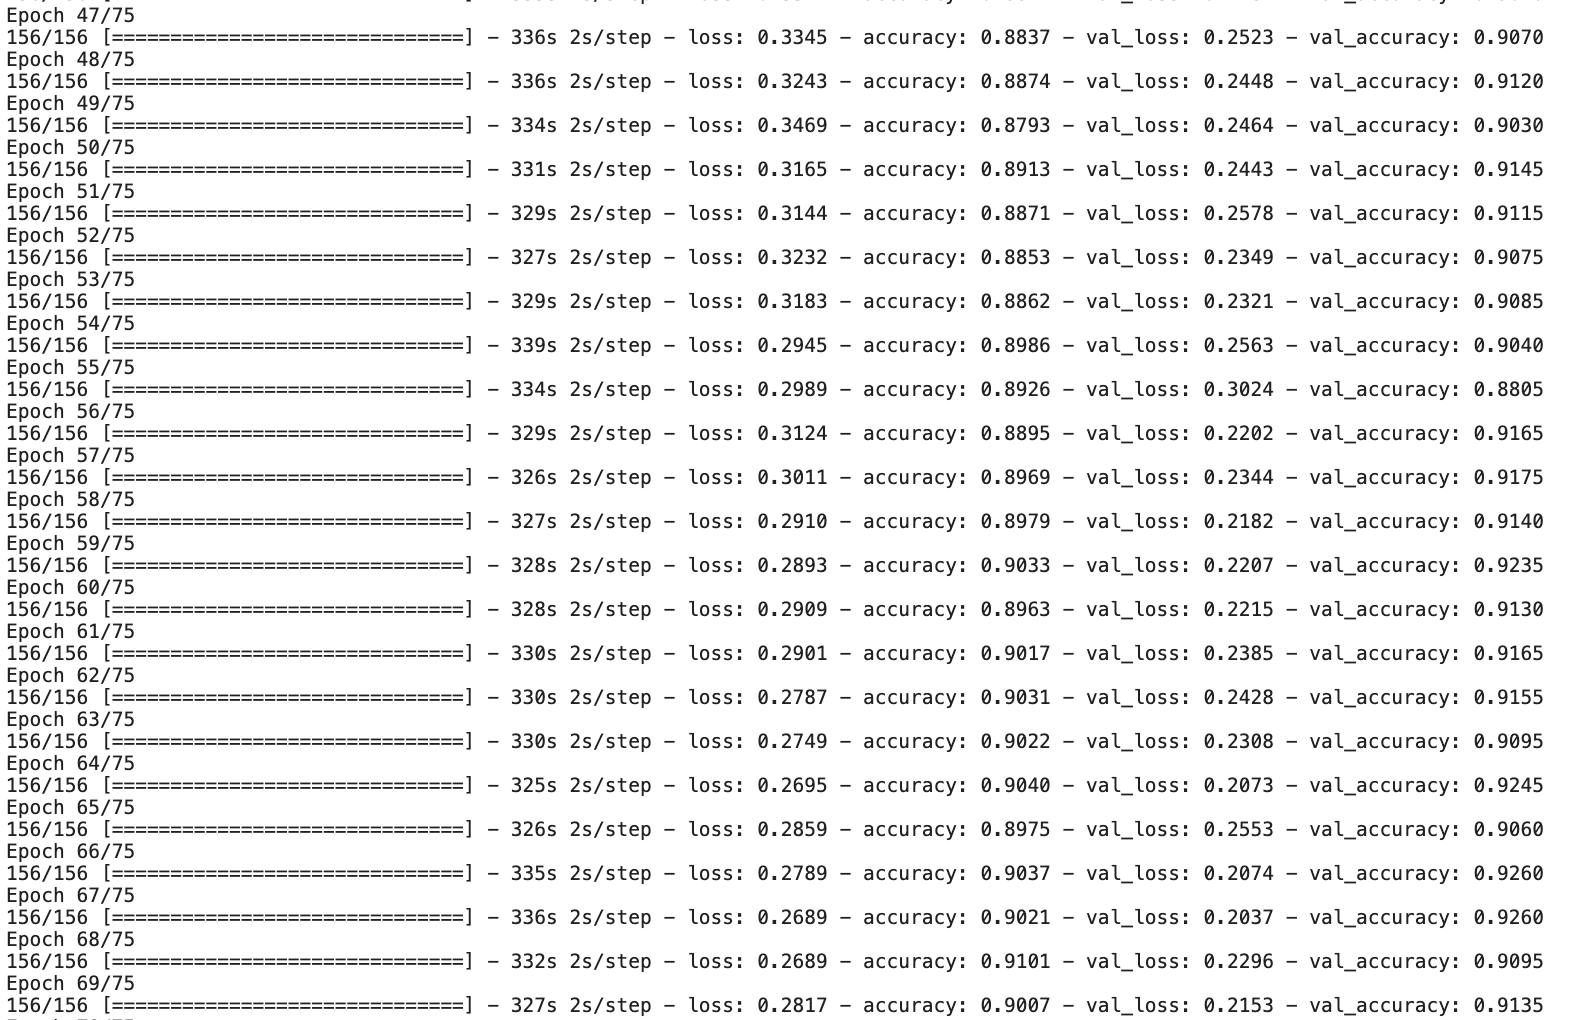 Epoch 47/75
156/156 [==============================] - 336s 2s/step - loss: 0.3345 - accuracy: 0.8837 - val_loss: 0.2523 - val_accuracy: 0.9070
Epoch 48/75
156/156 [==============================] - 336s 2s/step - loss: 0.3243 - accuracy: 0.8874 - val_loss: 0.2448 - val_accuracy: 0.9120
Epoch 49/75
156/156 [==============================] - 334s 2s/step - loss: 0.3469 - accuracy: 0.8793 - val_loss: 0.2464 - val_accuracy: 0.9030
Epoch 50/75
156/156 [==============================] - 331s 2s/step - loss: 0.3165 - accuracy: 0.8913 - val_loss: 0.2443 - val_accuracy: 0.9145
Epoch 51/75
156/156 [==============================] - 329s 2s/step - loss: 0.3144 - accuracy: 0.8871 - val_loss: 0.2578 - val_accuracy: 0.9115
Epoch 52/75
156/156 [==============================] - 327s 2s/step - loss: 0.3232 - accuracy: 0.8853 - val_loss: 0.2349 - val_accuracy: 0.9075
Epoch 53/75
156/156 [==============================] - 329s 2s/step - loss: 0.3183 - accuracy: 0.8862 - val_loss: 0.2321 - val_accuracy: 0.9085
Epoch 54/75
156/156 [==============================] - 339s 2s/step - loss: 0.2945 - accuracy: 0.8986 - val_loss: 0.2563 - val_accuracy: 0.9040
Epoch 55/75
156/156 [==============================] - 334s 2s/step - loss: 0.2989 - accuracy: 0.8926 - val_loss: 0.3024 - val_accuracy: 0.8805
Epoch 56/75
156/156 [==============================] - 329s 2s/step - loss: 0.3124 - accuracy: 0.8895 - val_loss: 0.2202 - val_accuracy: 0.9165
Epoch 57/75
156/156 [==============================] - 326s 2s/step - loss: 0.3011 - accuracy: 0.8969 - val_loss: 0.2344 - val_accuracy: 0.9175
Epoch 58/75
156/156 [==============================] - 327s 2s/step - loss: 0.2910 - accuracy: 0.8979 - val_loss: 0.2182 - val_accuracy: 0.9140
Epoch 59/75
156/156 [==============================] - 328s 2s/step - loss: 0.2893 - accuracy: 0.9033 - val_loss: 0.2207 - val_accuracy: 0.9235
Epoch 60/75
156/156 [==============================] - 328s 2s/step - loss: 0.2909 - accuracy: 0.8963 - val_loss: 0.2215 - val_accuracy: 0.9130
Epoch 61/75
156/156 [==============================] - 330s 2s/step - loss: 0.2901 - accuracy: 0.9017 - val_loss: 0.2385 - val_accuracy: 0.9165
Epoch 62/75
156/156 [==============================] - 330s 2s/step - loss: 0.2787 - accuracy: 0.9031 - val_loss: 0.2428 - val_accuracy: 0.9155
Epoch 63/75
156/156 [==============================] - 330s 2s/step - loss: 0.2749 - accuracy: 0.9022 - val_loss: 0.2308 - val_accuracy: 0.9095
Epoch 64/75
156/156 [==============================] - 325s 2s/step - loss: 0.2695 - accuracy: 0.9040 - val_loss: 0.2073 - val_accuracy: 0.9245
Epoch 65/75
156/156 [==============================] - 326s 2s/step - loss: 0.2859 - accuracy: 0.8975 - val_loss: 0.2553 - val_accuracy: 0.9060
Epoch 66/75
156/156 [==============================] - 335s 2s/step - loss: 0.2789 - accuracy: 0.9037 - val_loss: 0.2074 - val_accuracy: 0.9260
Epoch 67/75
156/156 [==============================] - 336s 2s/step - loss: 0.2689 - accuracy: 0.9021 - val_loss: 0.2037 - val_accuracy: 0.9260
Epoch 68/75
156/156 [==============================] - 332s 2s/step - loss: 0.2689 - accuracy: 0.9101 - val_loss: 0.2296 - val_accuracy: 0.9095
Epoch 69/75
156/156 [==============================] - 327s 2s/step - loss: 0.2817 - accuracy: 0.9007 - val_loss: 0.2153 - val_accuracy: 0.9135